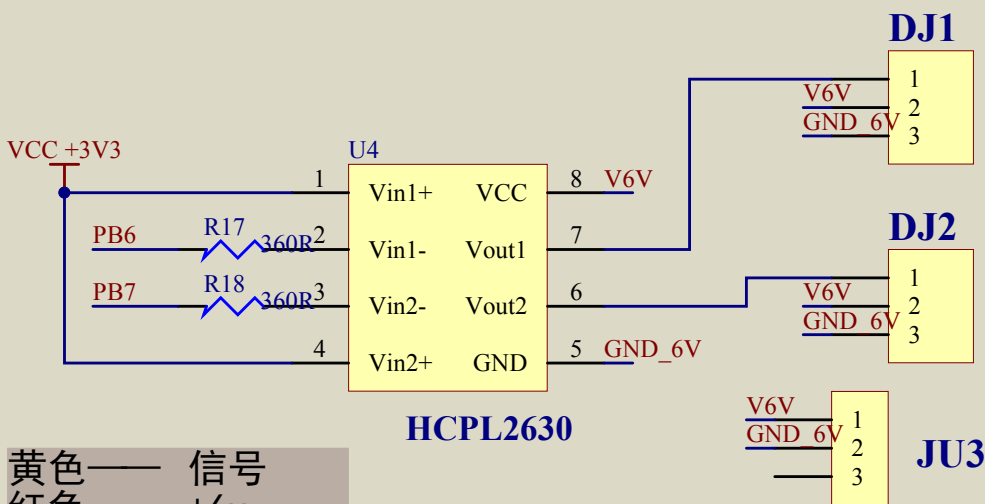 DJ1
1
V6V
2
GND_6V
3
VCC +3V3
U4
1
Vin1+
VCC
8
V6V
PB6
R17
360R
2
Vin1-
Vout1
7
PB7
R18
360R
3
Vin2-
Vout2
6
4
Vin2+
GND
5
GND_6V
HCPL2630
DJ2
1
V6V
2
GND_6V
3
V6V
1
GND_6V
2
3
JU3
黄色—— 信号